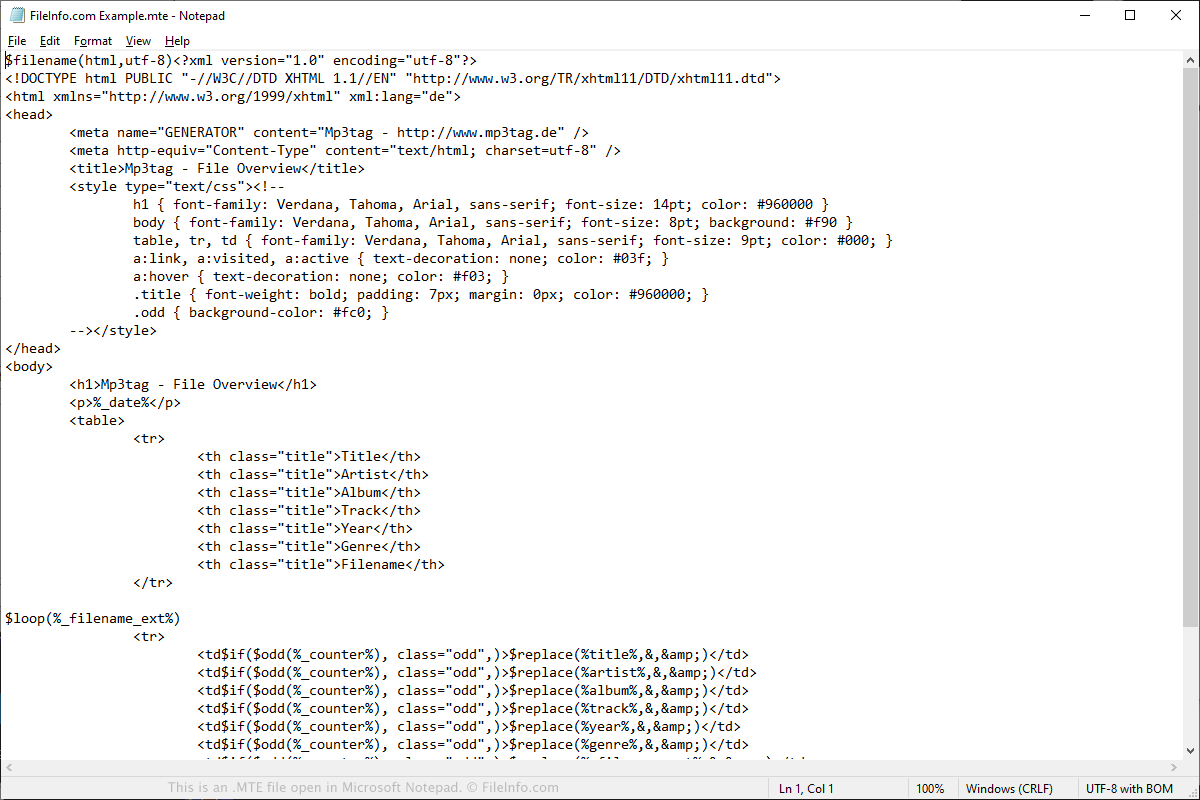 FileInfo.com Example.mte - Notepad
File Edit Format View Help
$filename(html,utf-8)<?xml version="1.0" encoding="utf-8"?>
<!DOCTYPE html PUBLIC "-//W3C//DTD XHTML 1.1//EN" "http://www.w3.org/TR/xhtml11/DTD/xhtml11.dtd">
<html xmlns="http://www.w3.org/1999/xhtml" xml:lang="de">
<head>
<meta name="GENERATOR" content="Mp3tag - http://www.mp3tag.de" />
<meta http-equiv="Content-Type" content="text/html; charset=utf-8" />
<title>Mp3tag - File Overview</title>
<style type="text/css"><!--
h1 { font-family: Verdana, Tahoma, Arial, sans-serif; font-size: 14pt; color: #960000 }
body { font-family: Verdana, Tahoma, Arial, sans-serif; font-size: 8pt; background: #f90 }
table, tr, td { font-family: Verdana, Tahoma, Arial, sans-serif; font-size: 9pt; color: #000; }
a:link, a:visited, a:active { text-decoration: none; color: #03f; }
a:hover { text-decoration: none; color: #f03; }
.title { font-weight: bold; padding: 7px; margin: 0px; color: #960000; }
.odd { background-color: #fc0; }
--></style>
</head>
<body>
<h1>Mp3tag - File Overview</h1>
<p>%_date%</p>
<table>
<tr>
<th class="title">Title</th>
<th class="title">Artist</th>
<th class="title">Album</th>
<th class="title">Track</th>
<th class="title">Year</th>
<th class="title">Genre</th>
<th class="title">Filename</th>
</tr>
$loop(%_filename_ext%)
<tr>
<td$if($odd(%_counter%), class="odd",)>$replace(%title%,&,&amp;)</td>
<td$if($odd(%_counter%), class="odd",)>$replace(%artist%,&,&amp;)</td>
<td$if($odd(%_counter%), class="odd",)>$replace(%album%,&,&amp;)</td>
<td$if($odd(%_counter%), class="odd",)>$replace(%track%,&,&amp;)</td>
<td$if($odd(%_counter%), class="odd",)>$replace(%year%,&,&amp;)</td>
<td$if($odd(%_counter%), class="odd",)>$replace(%genre%,&,&amp;)</td>
This is an .MTE file open in Microsoft Notepad. © FileInfo.com
Ln 1, Col 1 100% Windows (CRLF) UTF-8 with BOM